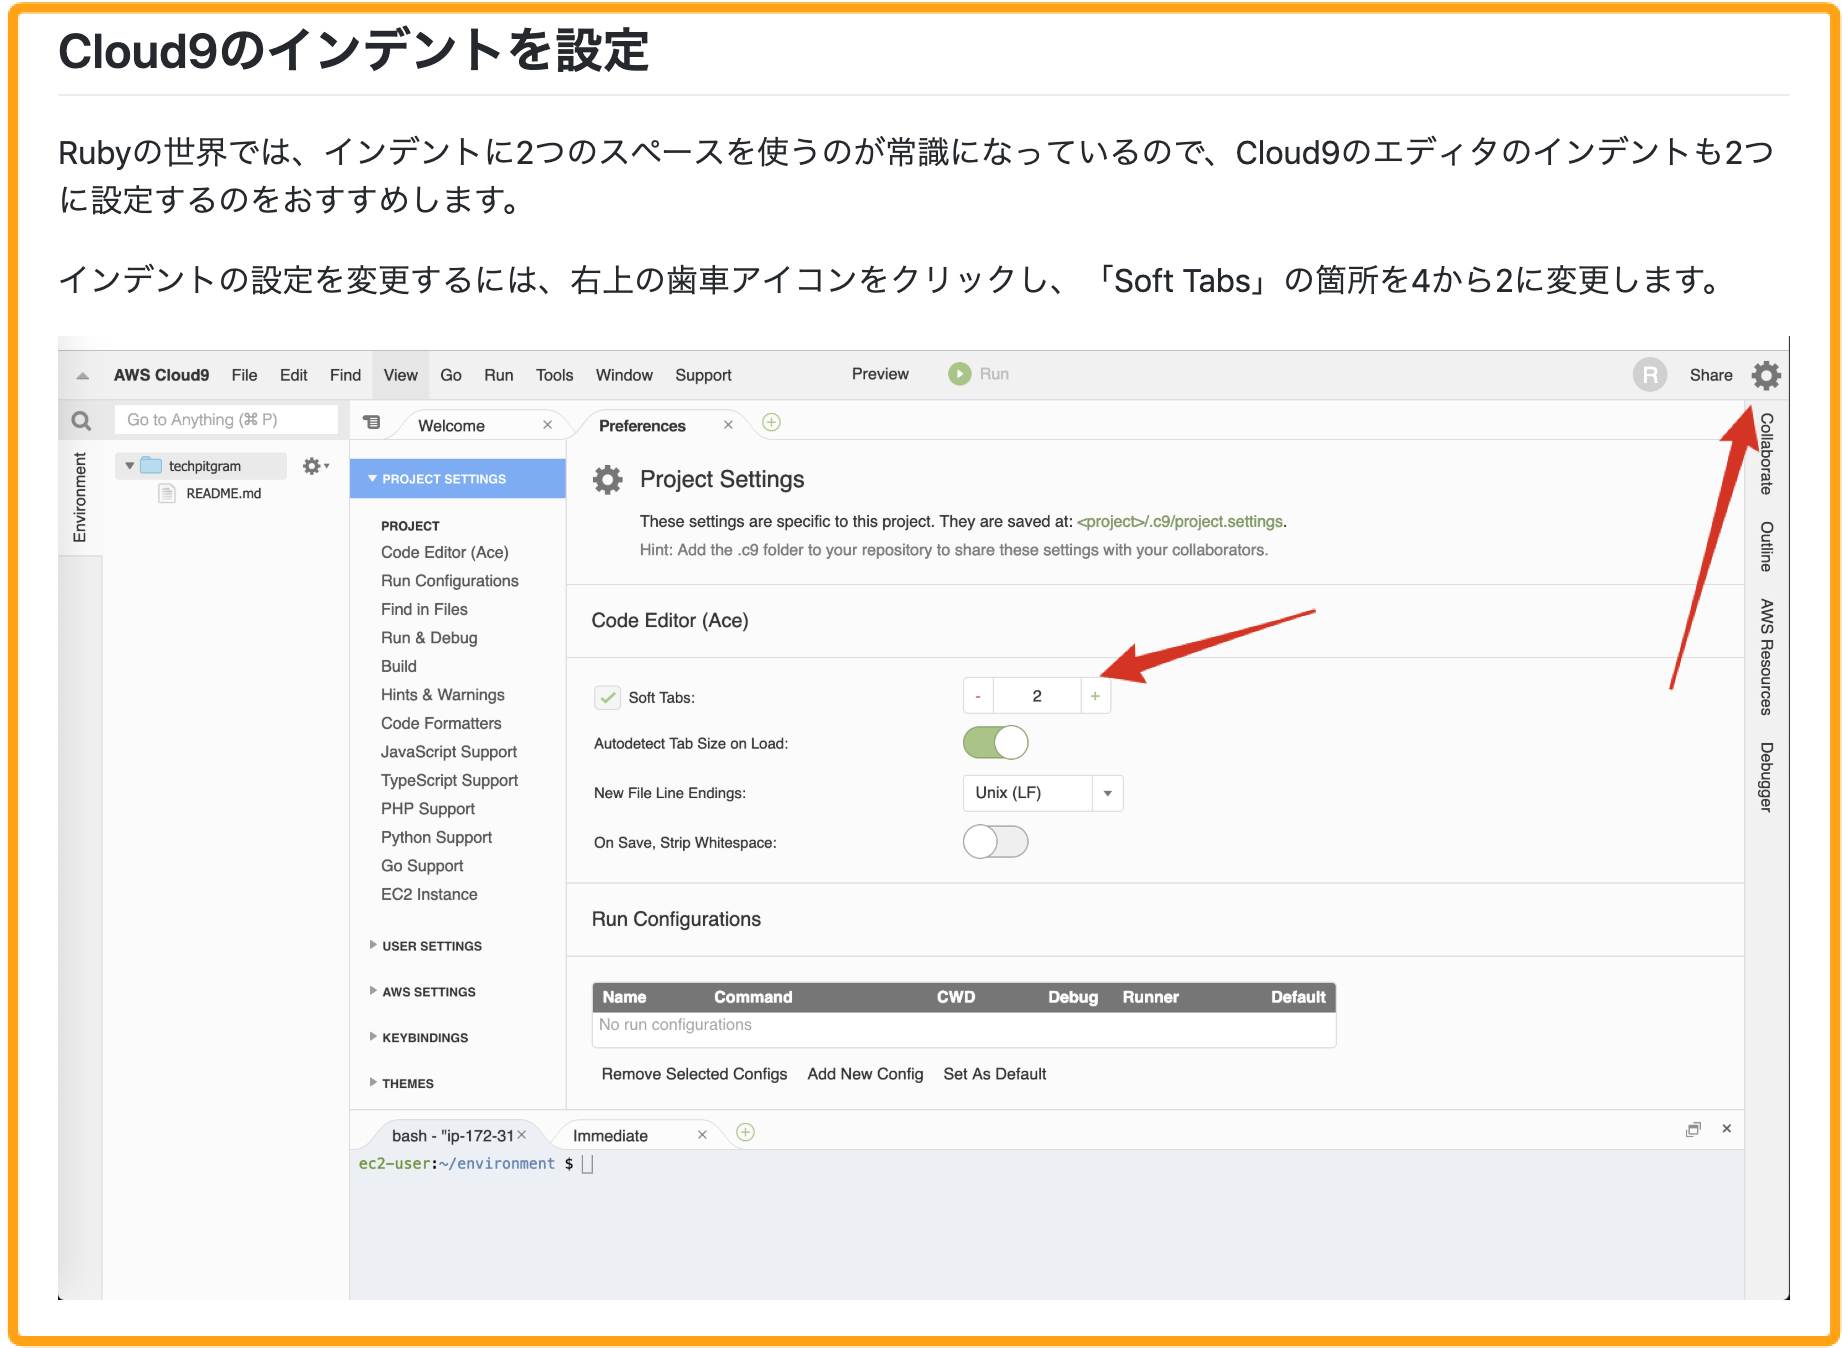 Cloud9のインデントを設定
Rubyの世界では、インデントに2つのスペースを使うのが常識になっているので、Cloud9のエディタのインデントも2つ
に設定するのをおすすめします。
インデントの設定を変更するには、右上の歯車アイコンをクリックし、「Soft Tabs」の箇所を4から2に変更します。
AWS Cloud9 File Edit Find View Go Run Tools Window Support Preview Run R Share
Go to Anything (⌘ P)
Welcome
Preferences
Environment
techpitgram
README.md
PROJECT SETTINGS
PROJECT
Code Editor (Ace)
Run Configurations
Find in Files
Run & Debug
Build
Hints & Warnings
Code Formatters
JavaScript Support
TypeScript Support
PHP Support
Python Support
Go Support
EC2 Instance
USER SETTINGS
AWS SETTINGS
KEYBINDINGS
THEMES
Project Settings
These settings are specific to this project. They are saved at: <project>/.c9/project.settings.
Hint: Add the .c9 folder to your repository to share these settings with your collaborators.
Code Editor (Ace)
Soft Tabs: - 2 +
Autodetect Tab Size on Load:
New File Line Endings: Unix (LF)
On Save, Strip Whitespace:
Run Configurations
Name Command CWD Debug Runner Default
No run configurations
Remove Selected Configs Add New Config Set As Default
Collaborate
Outline
AWS Resources
Debugger
bash - "ip-172-31
Immediate
ec2-user:~/environment $